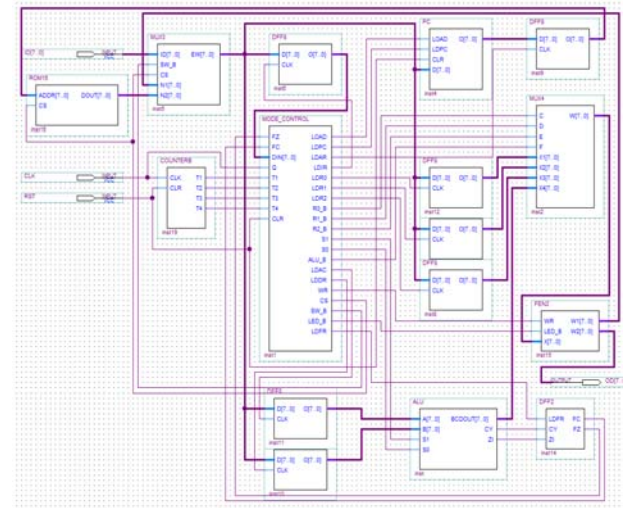 MUX3
ID[7..0]
SW_B
CS
N1[7..0]
N2[7..0]
EW[7..0]
ID[7..0]
INPUT
ROM16
ADDR[7..0]
CS
DOUT[7..0]
DFF8
D[7..0] O[7..0]
CLK
PC
LOAD
LDPC
CLR
D[7..0]
O[7..0]
DFF8
D[7..0] O[7..0]
CLK
MUX4
C
D
E
F
X1[7..0]
X2[7..0]
X3[7..0]
X4[7..0]
W[7..0]
CLK
INPUT
RST
INPUT
COUNTER8
CLK
CLR
T1
T2
T3
T4
MODE_CONTROL
FZ
FC
DIN[7..0]
G
T1
T2
T3
T4
CLR
LOAD
LDPC
LDAR
LDIR
LDR0
LDR1
LDR2
R0_B
R1_B
R2_B
S1
S0
ALU_B
LDAC
LDDR
WR
CS
SW_B
LED_B
LDFR
DFF8
D[7..0] O[7..0]
CLK
D[7..0] O[7..0]
CLK
DFF8
D[7..0] O[7..0]
CLK
FEN2
WR
LED_B
X[7..0]
W1[7..0]
W2[7..0]
OUTPUT
D[7..0] O[7..0]
CLK
D[7..0] O[7..0]
CLK
ALU
A[7..0]
B[7..0]
S1
S0
BCDOUT[7..0]
CY
ZI
DFF2
LDFR
CY
ZI
FC
FZ